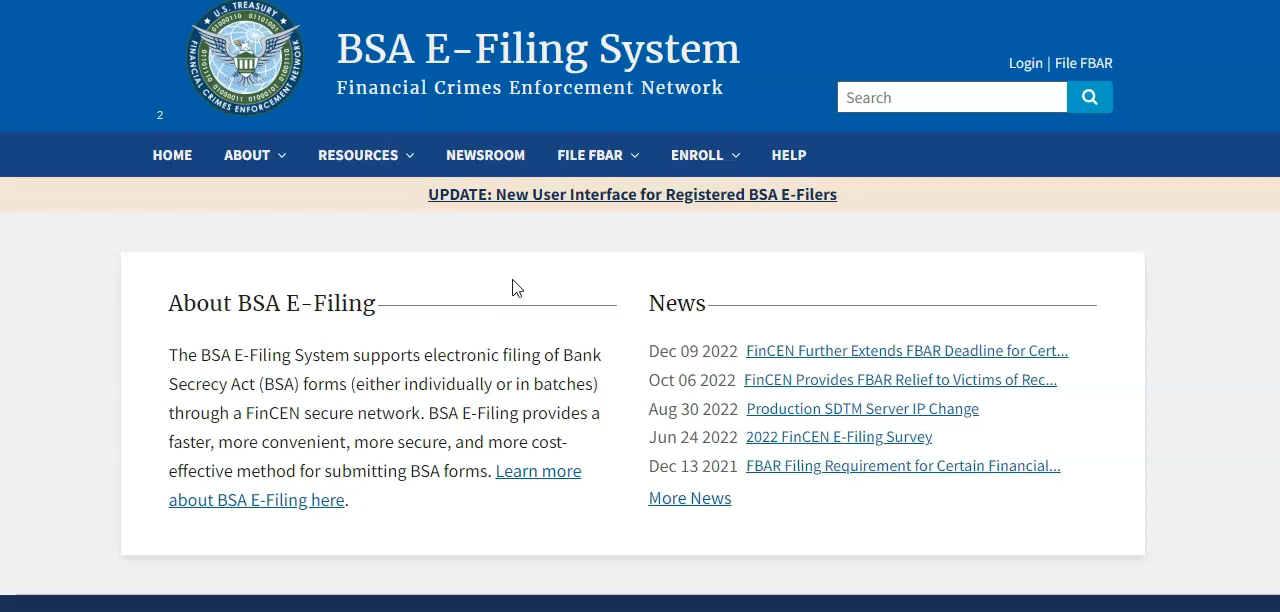 U.S. TREASURY
FINANCIAL CRIMES ENFORCEMENT NETWORK
BSA E-Filing System
Financial Crimes Enforcement Network
Login | File FBAR
Search
2
HOME ABOUT RESOURCES NEWSROOM FILE FBAR ENROLL HELP
UPDATE: New User Interface for Registered BSA E-Filers
About BSA E-Filing
The BSA E-Filing System supports electronic filing of Bank
Secrecy Act (BSA) forms (either individually or in batches)
through a FinCEN secure network. BSA E-Filing provides a
faster, more convenient, more secure, and more cost-
effective method for submitting BSA forms. Learn more
about BSA E-Filing here.
News
Dec 09 2022 FinCEN Further Extends FBAR Deadline for Cert...
Oct 06 2022 FinCEN Provides FBAR Relief to Victims of Rec...
Aug 30 2022 Production SDTM Server IP Change
Jun 24 2022 2022 FinCEN E-Filing Survey
Dec 13 2021 FBAR Filing Requirement for Certain Financial...
More News